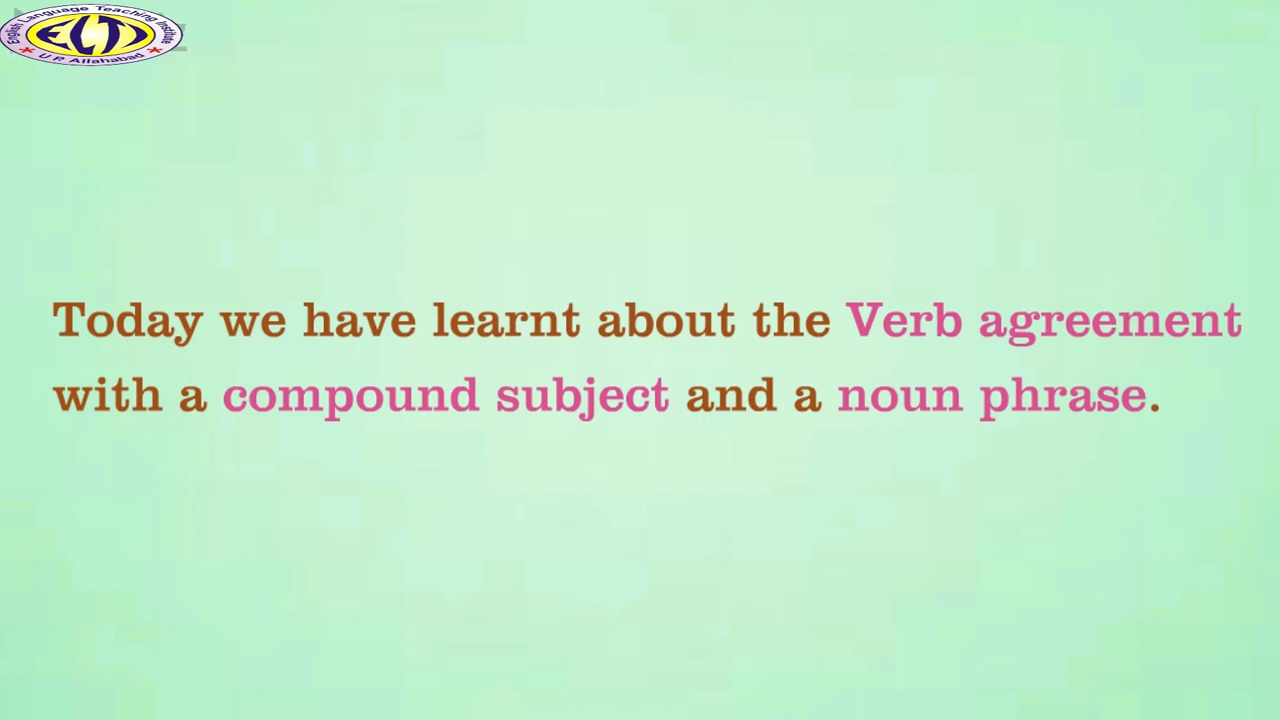 English Language Teaching Institute
ELTI
U P Allahabad
Today we have learnt about the Verb agreement
with a compound subject and a noun phrase.